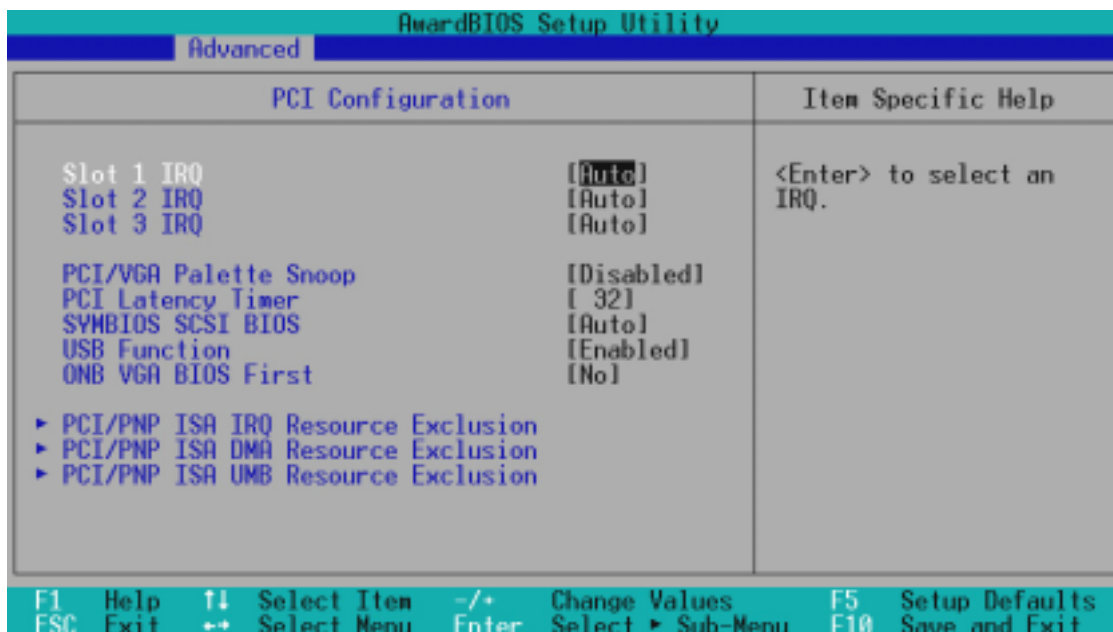 AwardBIOS Setup Utility
Advanced
PCI Configuration
Item Specific Help
Slot 1 IRQ [Auto]
Slot 2 IRQ [Auto]
Slot 3 IRQ [Auto]
PCI/VGA Palette Snoop [Disabled]
PCI Latency Timer [ 32]
SYMBIOS SCSI BIOS [Auto]
USB Function [Enabled]
ONB VGA BIOS First [No]
► PCI/PNP ISA IRQ Resource Exclusion
► PCI/PNP ISA DMA Resource Exclusion
► PCI/PNP ISA UMB Resource Exclusion
<Enter> to select an
IRQ.
F1 Help ↑↓ Select Item -/+ Change Values F5 Setup Defaults
ESC Exit ←→ Select Menu Enter Select ► Sub-Menu F10 Save and Exit